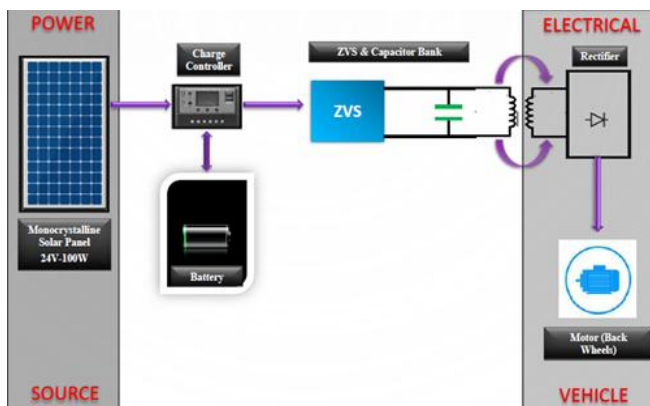 POWER
ELECTRICAL
Charge
Controller
ZVS & Capacitor Bank
Rectifier
ZVS
Monocrystalline
Solar Panel
24V-100W
Battery
Motor (Back
Wheels)
SOURCE
VEHICLE